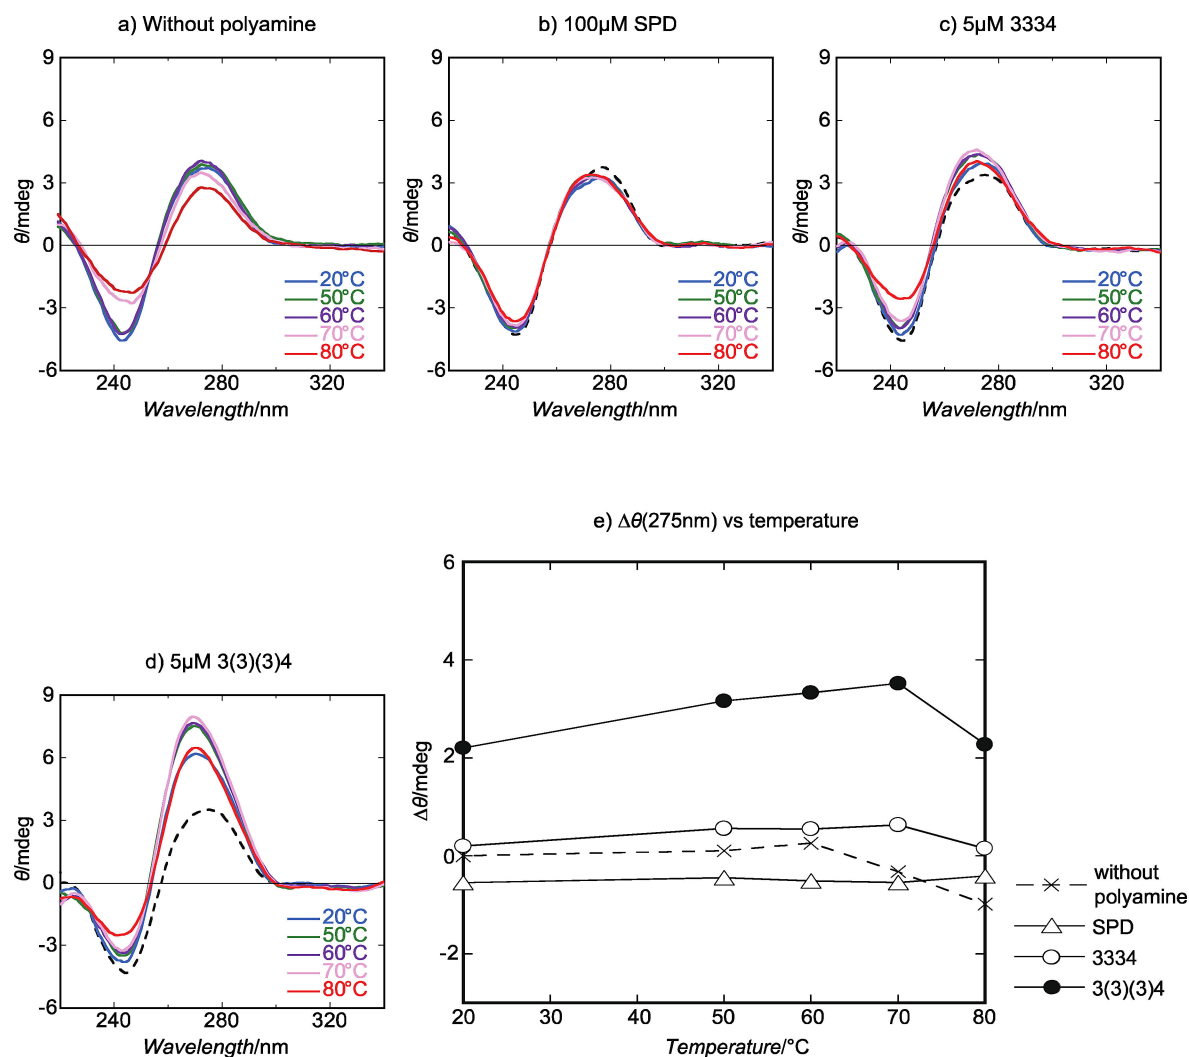 a) Without polyamine
b) 100μM SPD
c) 5μM 3334
9
6
3
0
-3
-6
θ/mdeg
20°C
50°C
60°C
70°C
80°C
240
280
320
Wavelength/nm
9
6
3
0
-3
-6
θ/mdeg
20°C
50°C
60°C
70°C
80°C
240
280
320
Wavelength/nm
9
6
3
0
-3
-6
θ/mdeg
20°C
50°C
60°C
70°C
80°C
240
280
320
Wavelength/nm
d) 5μM 3(3)(3)4
9
6
3
0
-3
-6
θ/mdeg
20°C
50°C
60°C
70°C
80°C
240
280
320
Wavelength/nm
e) Δθ(275nm) vs temperature
6
4
2
0
-2
Δθ/mdeg
20
30
40
50
60
70
80
Temperature/°C
without
polyamine
SPD
3334
3(3)(3)4